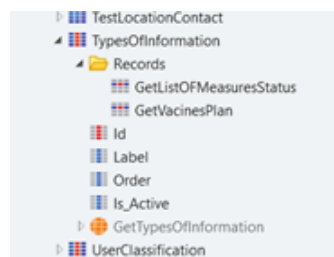 TestLocationContact
TypesOfInformation
Records
GetListOFMeasuresStatus
GetVacinesPlan
Id
Label
Order
Is_Active
GetTypesOfInformation
UserClassification